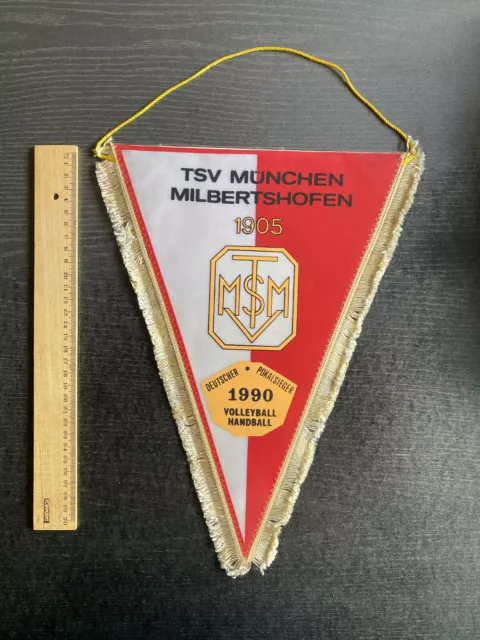 TSV MÜNCHEN
MILBERTSHOFEN
1905
TSV
MM
DEUTSCHER • POKALSIEGER
1990
VOLLEYBALL
HANDBALL